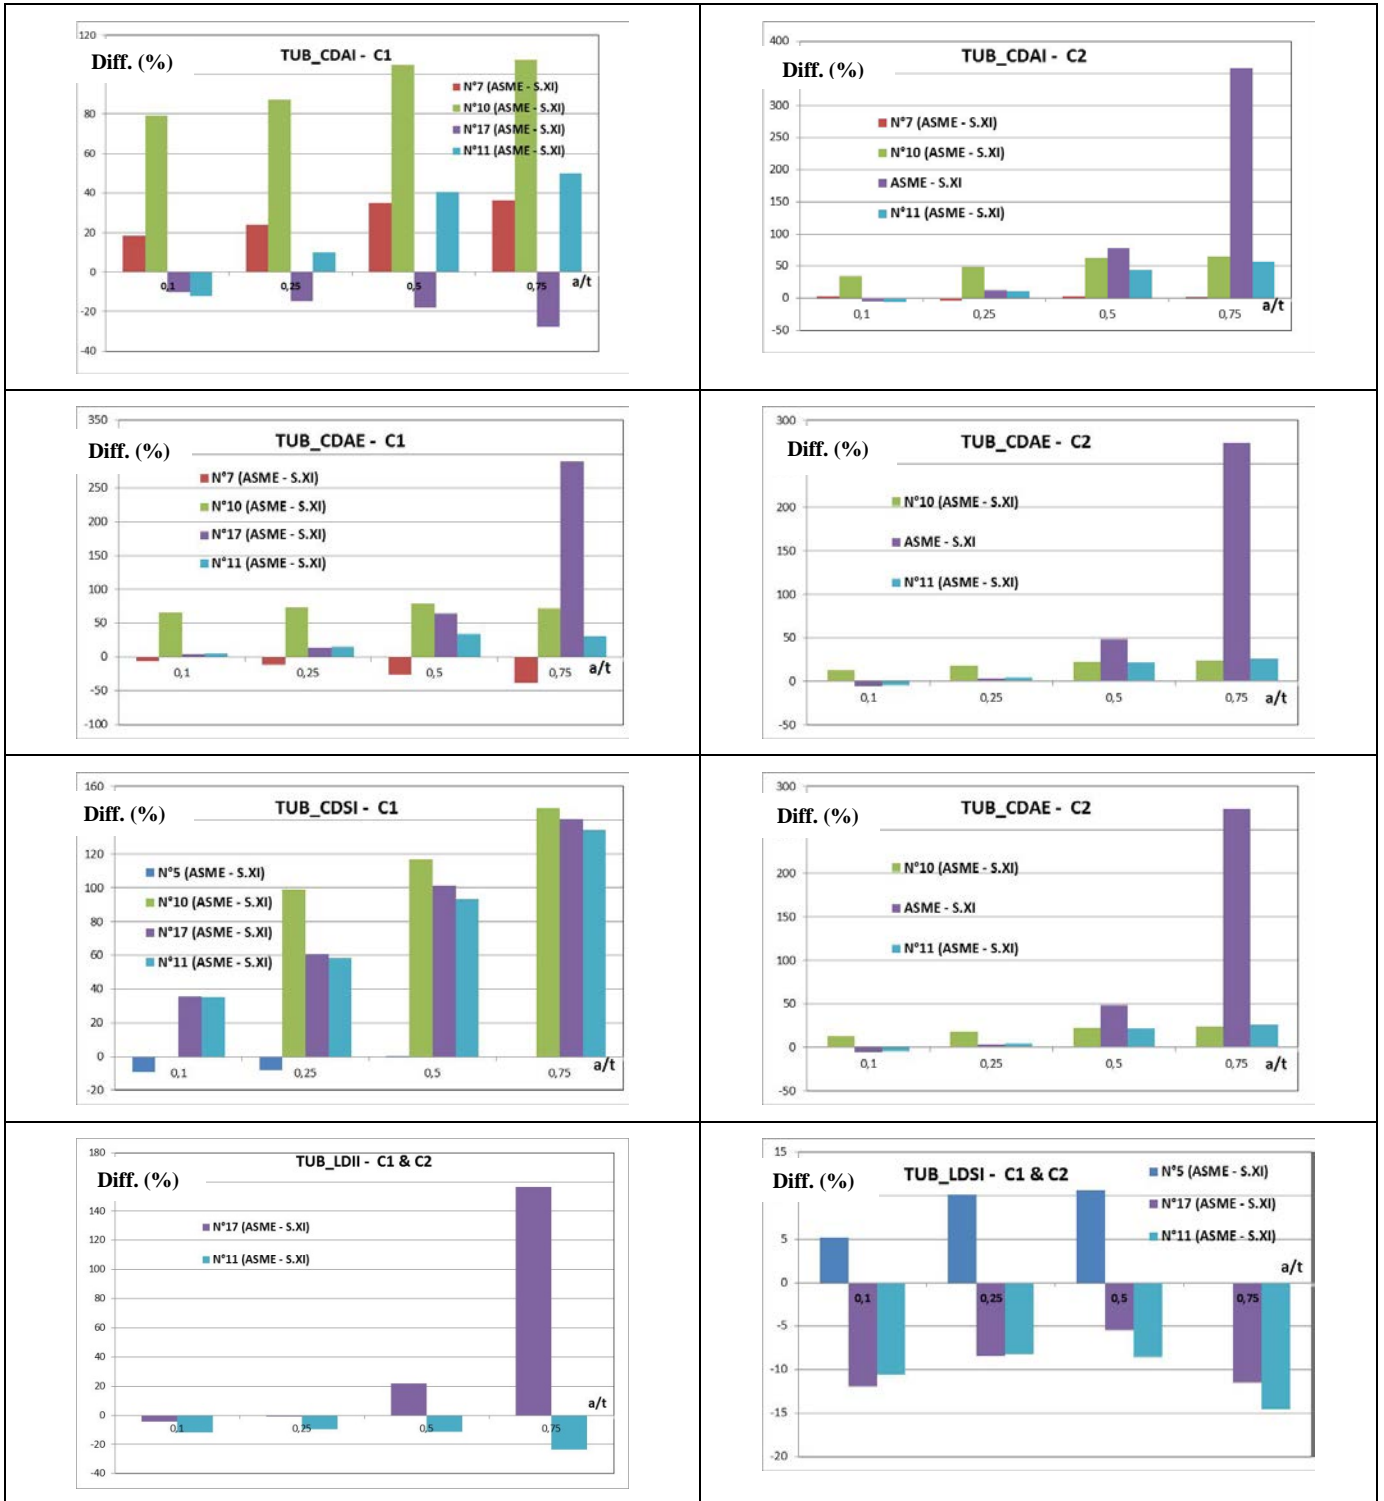 120
Diff. (%)
TUB_CDAI - C1
N°7 (ASME - S.XI)
N°10 (ASME - S.XI)
N°17 (ASME - S.XI)
N°11 (ASME - S.XI)
80
60
40
20
0
-20
-40
0,1
0,25
0,5
0,75
a/t
400
Diff. (%)
TUB_CDAI - C2
N°7 (ASME - S.XI)
N°10 (ASME - S.XI)
ASME - S.XI
N°11 (ASME - S.XI)
300
250
200
150
100
50
0
-50
0,1
0,25
0,5
0,75
a/t
350
Diff. (%)
TUB_CDAE - C1
N°7 (ASME - S.XI)
N°10 (ASME - S.XI)
N°17 (ASME - S.XI)
N°11 (ASME - S.XI)
250
200
150
100
50
0
-50
-100
0,1
0,25
0,5
0,75
a/t
300
Diff. (%)
TUB_CDAE - C2
N°10 (ASME - S.XI)
ASME - S.XI
N°11 (ASME - S.XI)
200
150
100
50
0
-50
0,1
0,25
0,5
0,75
a/t
160
Diff. (%)
TUB_CDSI - C1
N°5 (ASME - S.XI)
N°10 (ASME - S.XI)
N°17 (ASME - S.XI)
N°11 (ASME - S.XI)
120
100
80
60
40
20
0
-20
0,1
0,25
0,5
0,75
a/t
300
Diff. (%)
TUB_CDAE - C2
N°10 (ASME - S.XI)
ASME - S.XI
N°11 (ASME - S.XI)
200
150
100
50
0
-50
0,1
0,25
0,5
0,75
a/t
180
Diff. (%)
TUB_LDII - C1 & C2
N°17 (ASME - S.XI)
N°11 (ASME - S.XI)
140
120
100
80
60
40
20
0
-20
-40
0,1
0,25
0,5
0,75
a/t
15
Diff. (%)
TUB_LDSI - C1 & C2
N°5 (ASME - S.XI)
N°17 (ASME - S.XI)
N°11 (ASME - S.XI)
5
0
-5
-10
-15
-20
0,1
0,25
0,5
0,75
a/t